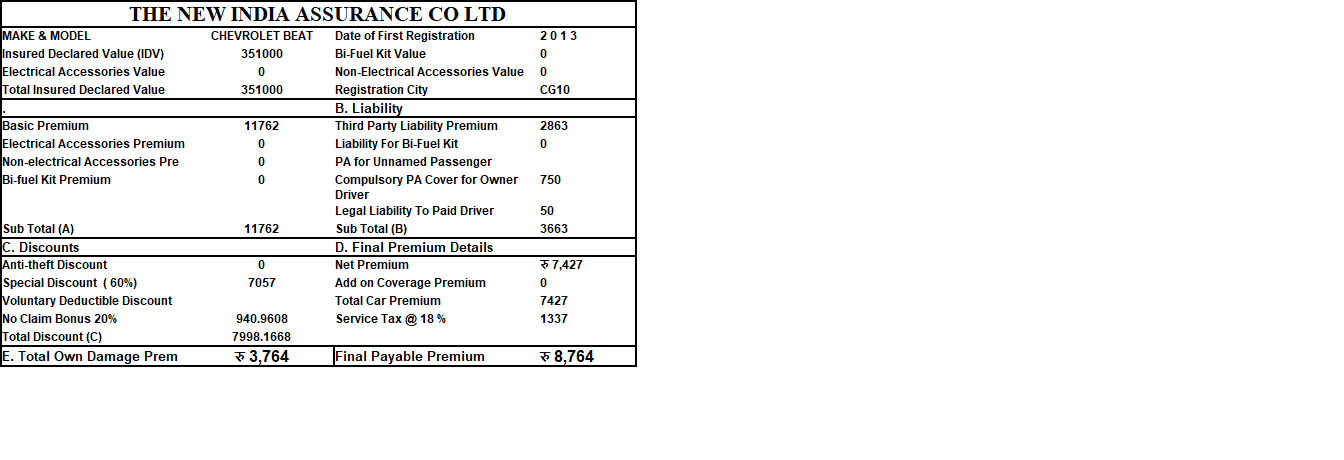 THE NEW INDIA ASSURANCE CO LTD
MAKE & MODEL CHEVROLET BEAT Date of First Registration 2 0 1 3
Insured Declared Value (IDV) 351000 Bi-Fuel Kit Value 0
Electrical Accessories Value 0 Non-Electrical Accessories Value 0
Total Insured Declared Value 351000 Registration City CG10
. B. Liability
Basic Premium 11762 Third Party Liability Premium 2863
Electrical Accessories Premium 0 Liability For Bi-Fuel Kit 0
Non-electrical Accessories Pre 0 PA for Unnamed Passenger
Bi-fuel Kit Premium 0 Compulsory PA Cover for Owner 750
Driver
Legal Liability To Paid Driver 50
Sub Total (A) 11762 Sub Total (B) 3663
C. Discounts D. Final Premium Details
Anti-theft Discount 0 Net Premium रु 7,427
Special Discount ( 60%) 7057 Add on Coverage Premium 0
Voluntary Deductible Discount Total Car Premium 7427
No Claim Bonus 20% 940.9608 Service Tax @ 18 % 1337
Total Discount (C) 7998.1668
E. Total Own Damage Prem रु 3,764 Final Payable Premium रु 8,764